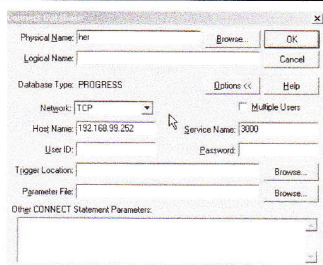 Connect Database
Physical Name: her Browse... OK
Logical Name: Cancel
Database Type: PROGRESS Options << Help
Network: TCP Multiple Users
Host Name: 192.168.99.252 Service Name: 3000
User ID: Password:
Trigger Location: Browse...
Parameter File: Browse...
Other CONNECT Statement Parameters: